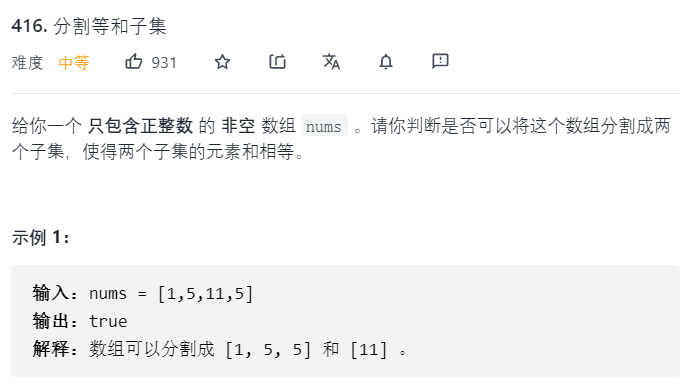 416. 分割等和子集
难度 中等 931
给你一个 只包含正整数 的 非空 数组 nums 。请你判断是否可以将这个数组分割成两
个子集，使得两个子集的元素和相等。
示例 1：
输入：nums = [1,5,11,5]
输出：true
解释：数组可以分割成 [1, 5, 5] 和 [11] 。